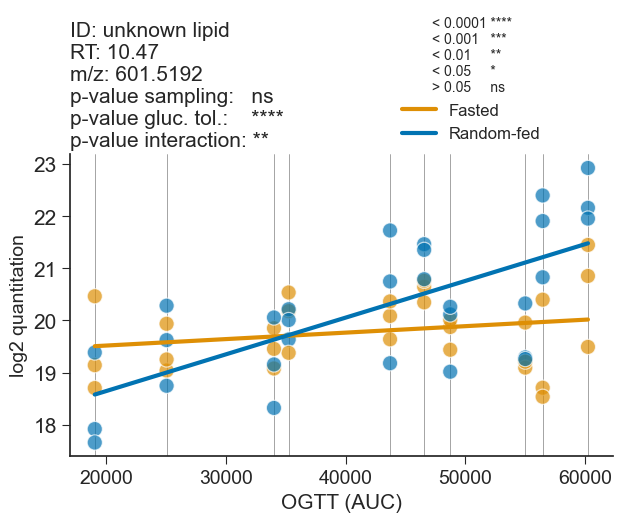 ID: unknown lipid
RT: 10.47
m/z: 601.5192
p-value sampling: ns
p-value gluc. tol.: ****
p-value interaction: **
< 0.0001 ****
< 0.001 ***
< 0.01 **
< 0.05 *
> 0.05 ns
Fasted
Random-fed
log2 quantitation
23
22
21
20
19
18
20000 30000 40000 50000 60000
OGTT (AUC)